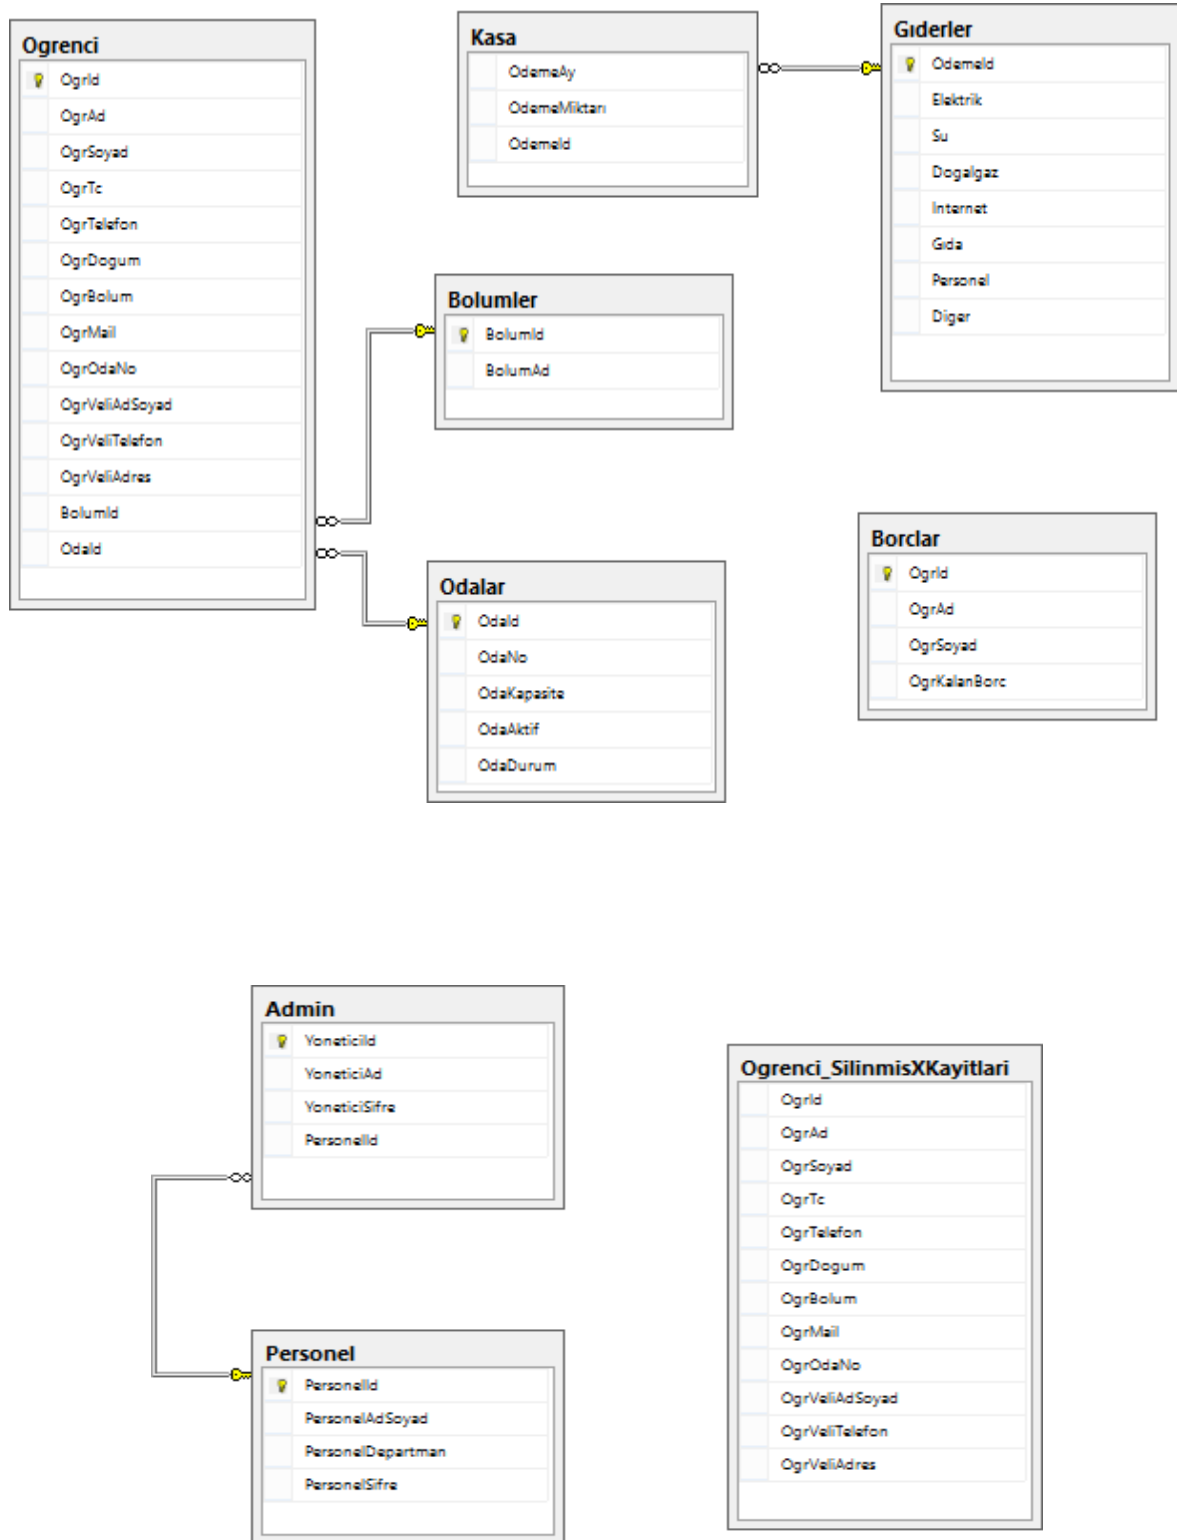 Ogrenci
OgrId
OgrAd
OgrSoyad
OgrTc
OgrTelefon
OgrDogum
OgrBolum
OgrMail
OgrOdaNo
OgrVeliAdSoyad
OgrVeliTelefon
OgrVeliAdres
BolumId
OdaId
Kasa
OdemeAy
OdemeMiktarı
OdemeId
Gıderler
OdemeId
Elektrik
Su
Dogalgaz
Internet
Gıda
Personel
Diger
Bolumler
BolumId
BolumAd
Odalar
OdaId
OdaNo
OdaKapasite
OdaAktif
OdaDurum
Borclar
OgrId
OgrAd
OgrSoyad
OgrKalanBorc
Admin
YoneticiId
YoneticiAd
YoneticiSifre
PersonelId
Personel
PersonelId
PersonelAdSoyad
PersonelDepartman
PersonelSifre
Ogrenci_SilinmisXKayitlari
OgrId
OgrAd
OgrSoyad
OgrTc
OgrTelefon
OgrDogum
OgrBolum
OgrMail
OgrOdaNo
OgrVeliAdSoyad
OgrVeliTelefon
OgrVeliAdres